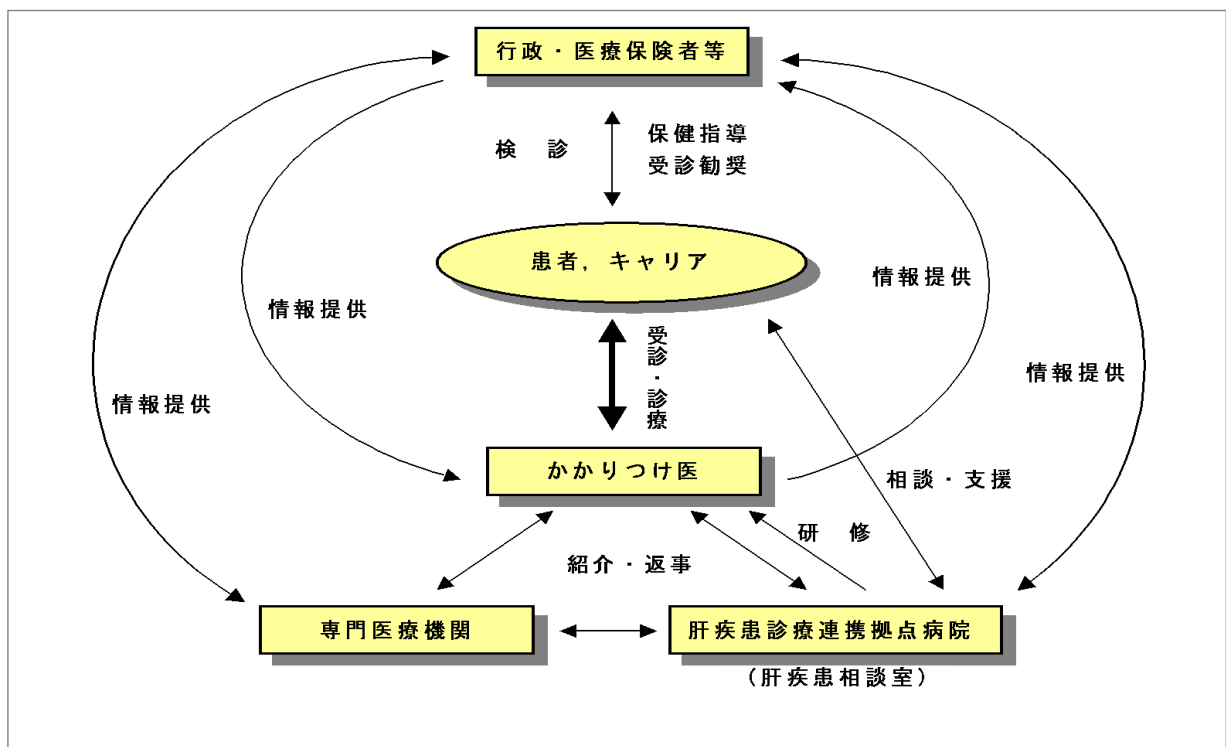 行政・医療保険者等
検　診
保健指導
受診勧奨
患者，キャリア
情報提供
情報提供
受診・診療
情報提供
情報提供
かかりつけ医
相談・支援
研　修
紹介・返事
専門医療機関
肝疾患診療連携拠点病院
（肝疾患相談室）